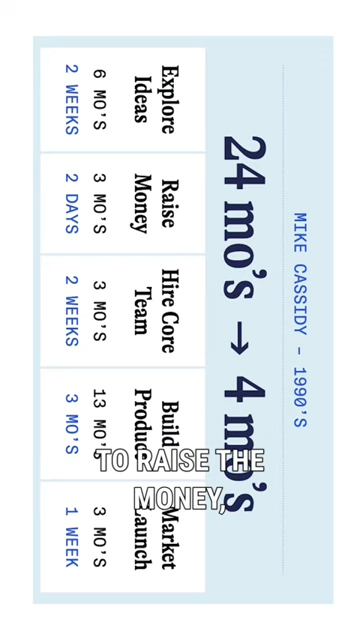 MIKE CASSIDY – 1990'S
24 mo's → 4 mo's
Explore
Ideas
6 MO'S
2 WEEKS
Raise
Money
3 MO'S
2 DAYS
Hire Core
Team
3 MO'S
2 WEEKS
Build
Product
13 MO'S
3 MO'S
Market
Launch
3 MO'S
1 WEEK
TO RAISE THE
MONEY,